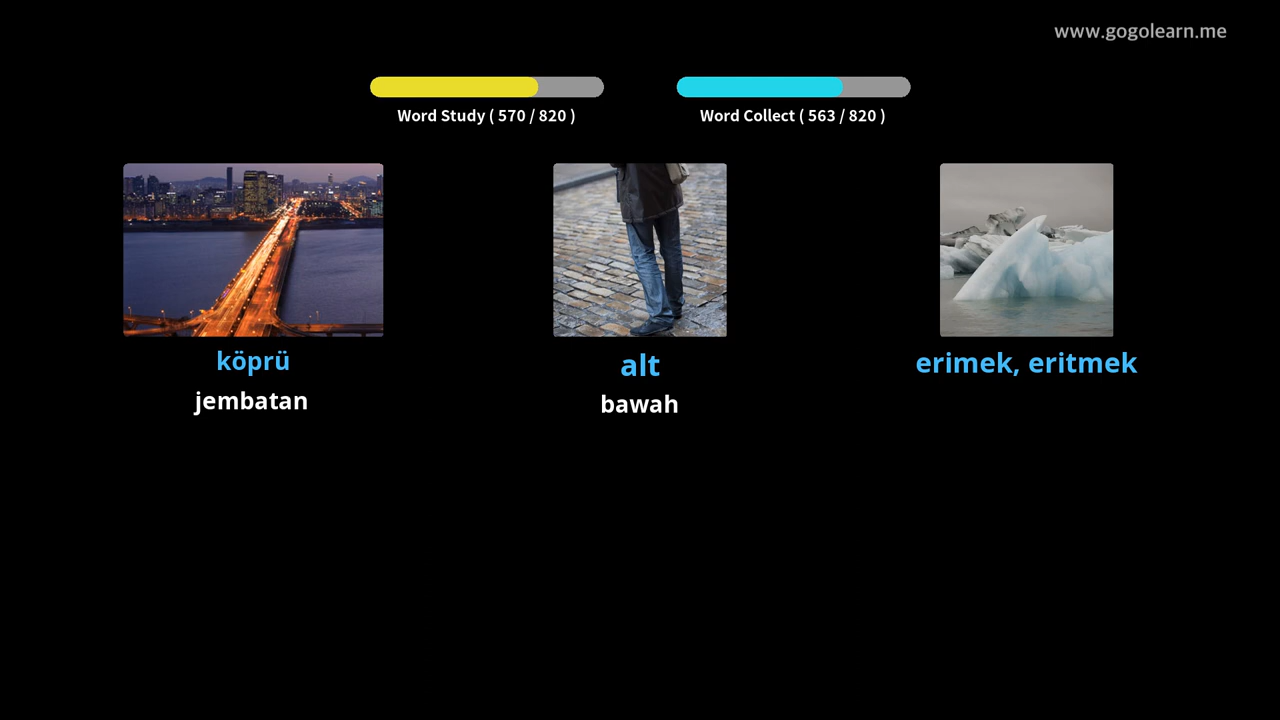 www.gogolearn.me
Word Study ( 570 / 820 )
Word Collect ( 563 / 820 )
köprü
jembatan
alt
bawah
erimek, eritmek